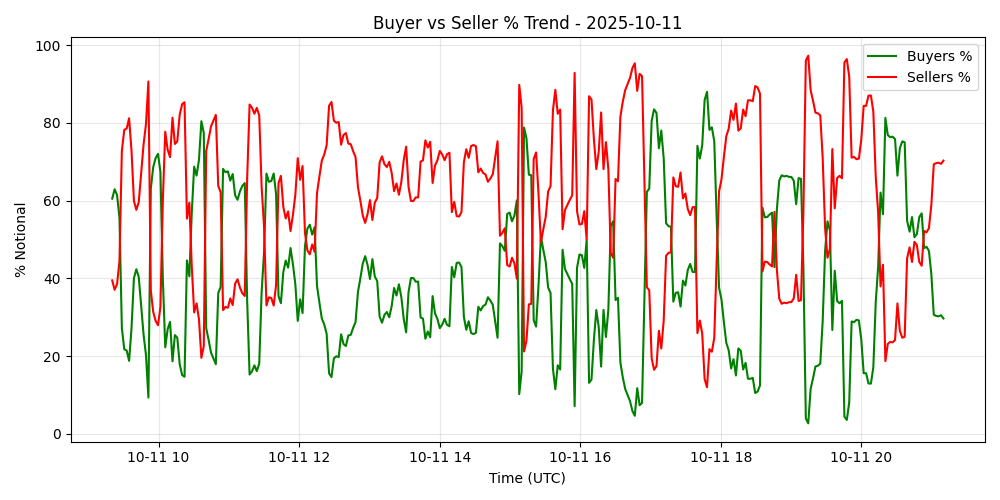 Buyer vs Seller % Trend - 2025-10-11
Buyers %
Sellers %
% Notional
100
80
60
40
20
0
10-11 10
10-11 12
10-11 14
10-11 16
10-11 18
10-11 20
Time (UTC)